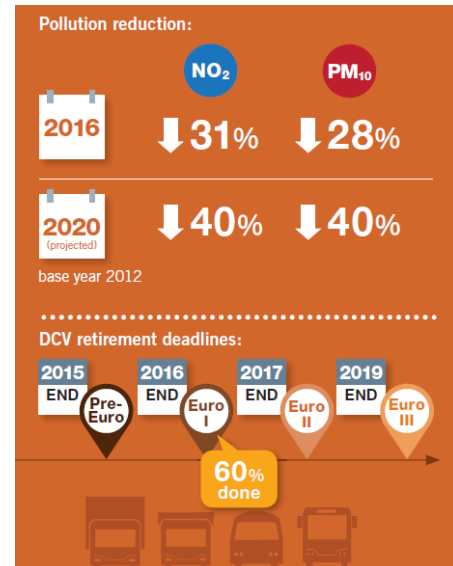 Pollution reduction:
NO₂ PM₁₀
2016 31% 28%
2020 40% 40%
(projected)
base year 2012
DCV retirement deadlines:
2015 2016 2017 2019
END END END END
Pre-
Euro
Euro
I
Euro
II
Euro
III
60%
done